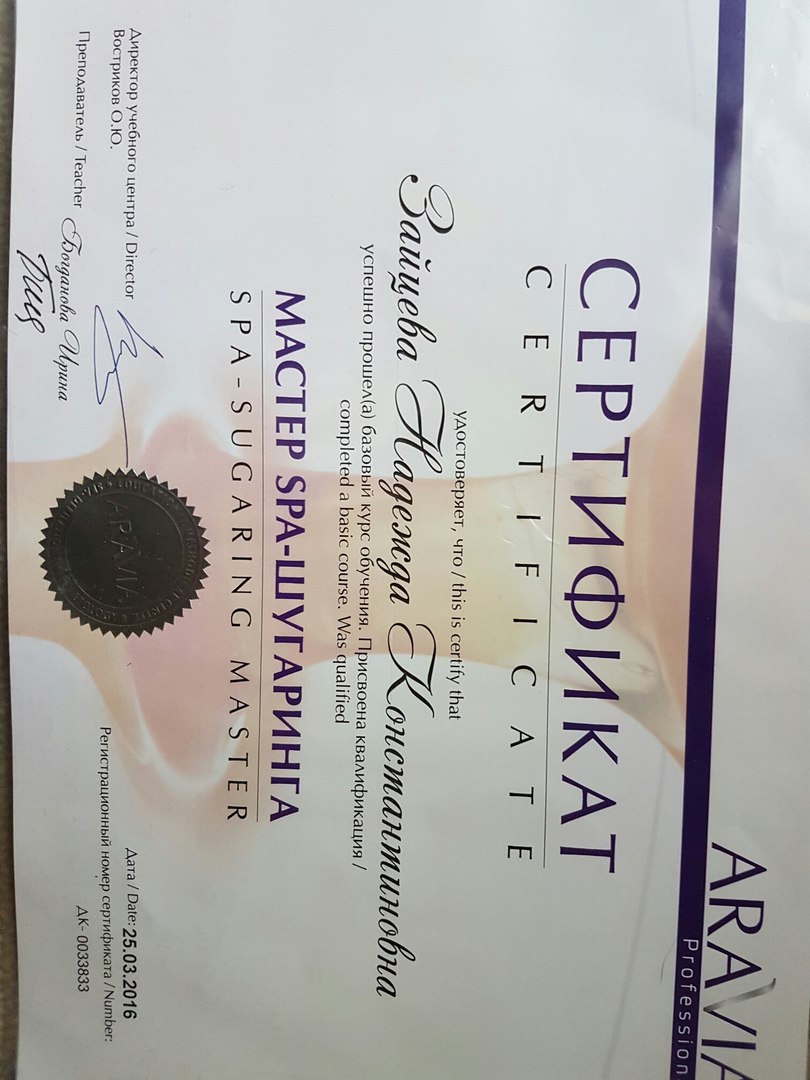 ARAVIA
Profession
СЕРТИФИКАТ
CERTIFICATE
удостоверяет, что / this is certify that
Зайцева Надежда Константиновна
успешно прошел(а) базовый курс обучения. Присвоена квалификация /
completed a basic course. Was qualified
МАСТЕР SPA-ШУГАРИНГА
SPA-SUGARING MASTER
Директор учебного центра / Director
Востриков О.Ю.
Преподаватель / Teacher Богданова Ирина
Дата / Date: 25.03.2016
Регистрационный номер сертификата / Number:
ДК- 0033833
ARAVIA